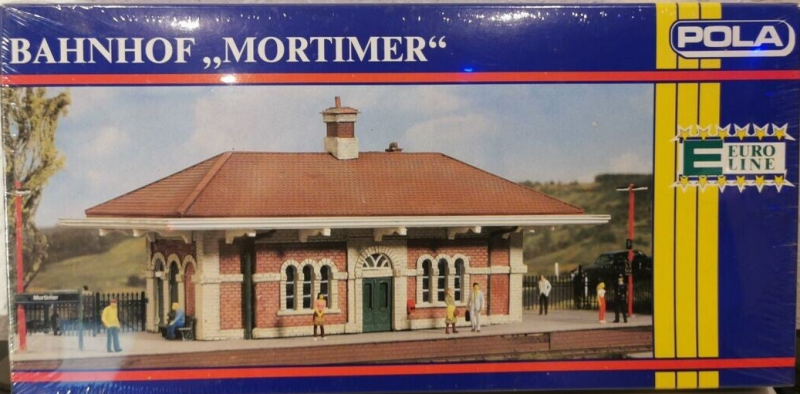 BAHNHOF „MORTIMER“
POLA
E EURO
LINE
Mortimer